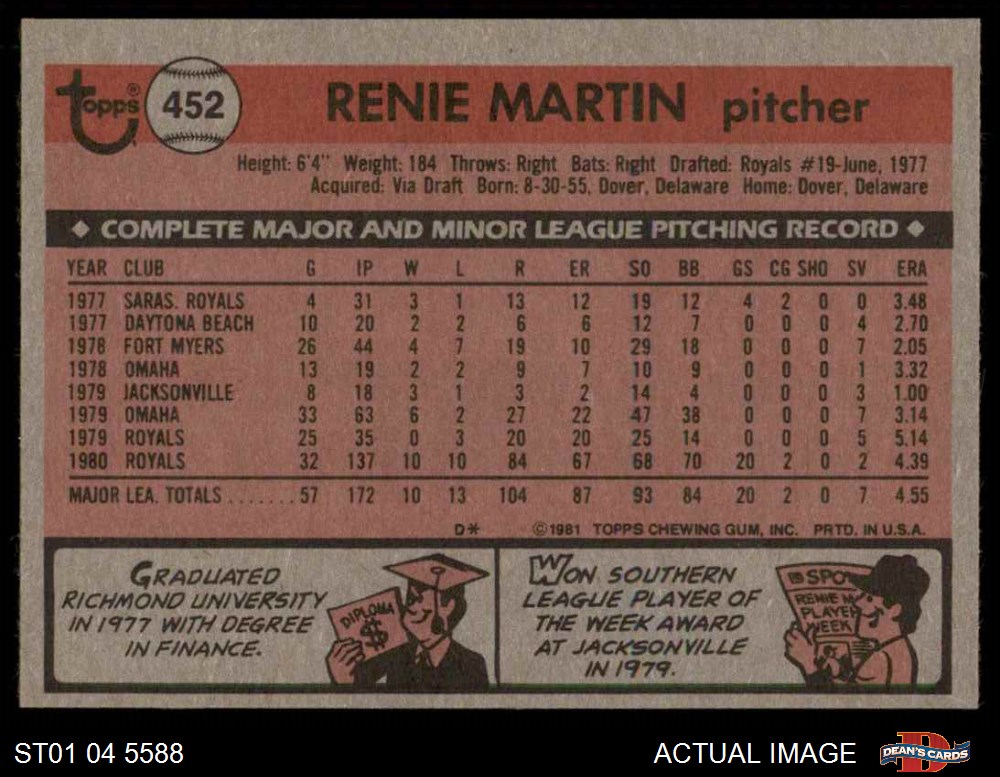 Topps® 452 RENIE MARTIN pitcher
Height: 6'4" Weight: 184 Throws: Right Bats: Right Drafted: Royals #19-June, 1977
Acquired: Via Draft Born: 8-30-55, Dover, Delaware Home: Dover, Delaware
◆ COMPLETE MAJOR AND MINOR LEAGUE PITCHING RECORD ◆
YEAR CLUB G IP W L R ER SO BB GS CG SHO SV ERA
1977 SARAS. ROYALS 4 31 3 1 13 12 19 12 4 2 0 0 3.48
1977 DAYTONA BEACH 10 20 2 2 6 6 12 7 0 0 0 4 2.70
1978 FORT MYERS 26 44 4 7 19 10 29 18 0 0 0 7 2.05
1978 OMAHA 13 19 2 2 9 7 10 9 0 0 0 1 3.32
1979 JACKSONVILLE 8 18 3 1 3 2 14 4 0 0 0 3 1.00
1979 OMAHA 33 63 6 2 27 22 47 38 0 0 0 7 3.14
1979 ROYALS 25 35 0 3 20 20 25 14 0 0 0 5 5.14
1980 ROYALS 32 137 10 10 84 67 68 70 20 2 0 2 4.39
MAJOR LEA. TOTALS ....... 57 172 10 13 104 87 93 84 20 2 0 7 4.55
D* ©1981 TOPPS CHEWING GUM, INC. PRTD. IN U.S.A.
GRADUATED
RICHMOND UNIVERSITY
IN 1977 WITH DEGREE
IN FINANCE.
DIPLOMA
$
WON SOUTHERN
LEAGUE PLAYER OF
THE WEEK AWARD
AT JACKSONVILLE
IN 1979.
SPO
RENIE M
PLAYER
WEEK
ST01 04 5588 ACTUAL IMAGE DEAN'S CARDS